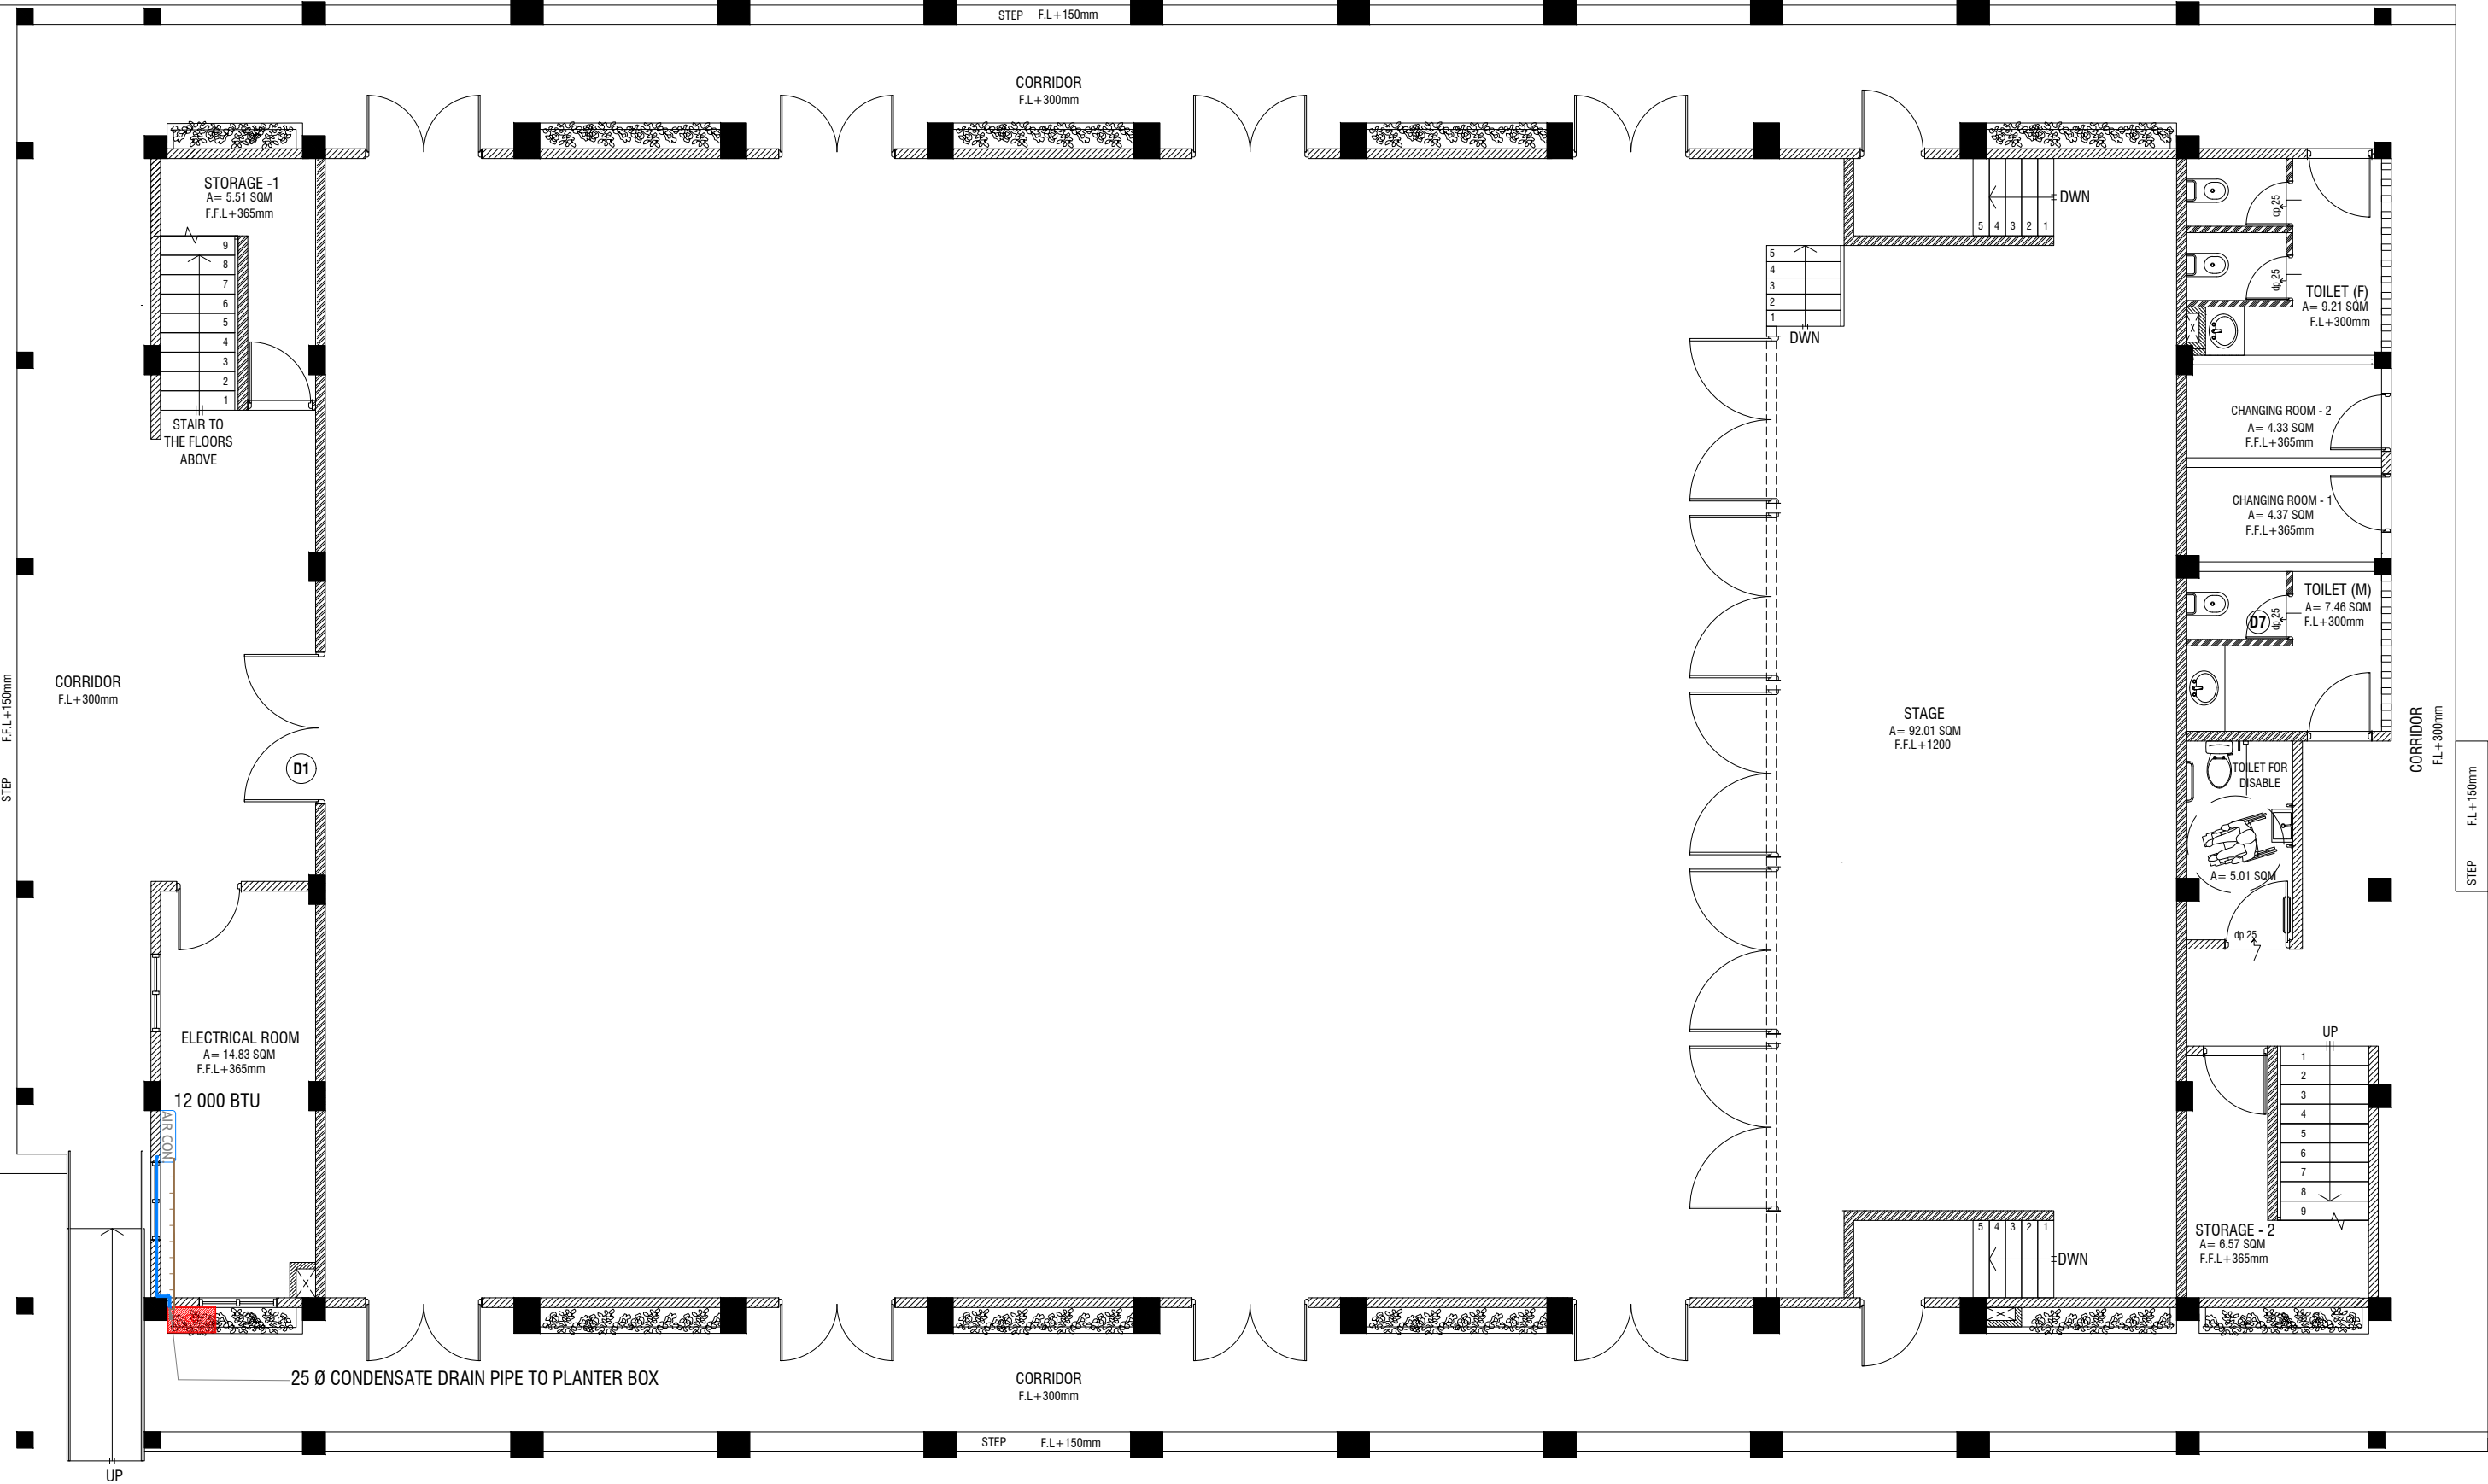 STEP F.L+150mm
CORRIDOR
F.L+300mm
STORAGE -1
A= 5.51 SQM
F.F.L+365mm
9
8
7
6
5
4
3
2
1
STAIR TO
THE FLOORS
ABOVE
5 4 3 2 1
DWN
5
4
3
2
1
DWN
dp 25
dp 25
TOILET (F)
A= 9.21 SQM
F.L+300mm
X
CHANGING ROOM - 2
A= 4.33 SQM
F.F.L+365mm
CHANGING ROOM - 1
A= 4.37 SQM
F.F.L+365mm
TOILET (M)
A= 7.46 SQM
F.L+300mm
D7
dp 25
CORRIDOR
F.L+300mm
STEP F.F.L+150mm
D1
STAGE
A= 92.01 SQM
F.F.L+1200
CORRIDOR
F.L+300mm
STEP F.L+150mm
TOILET FOR
DISABLE
A= 5.01 SQM
dp 25
ELECTRICAL ROOM
A= 14.83 SQM
F.F.L+365mm
12 000 BTU
AIR CON
X
UP
1
2
3
4
5
6
7
8
9
STORAGE - 2
A= 6.57 SQM
F.F.L+365mm
5 4 3 2 1
DWN
X
25 Ø CONDENSATE DRAIN PIPE TO PLANTER BOX
CORRIDOR
F.L+300mm
STEP F.L+150mm
UP